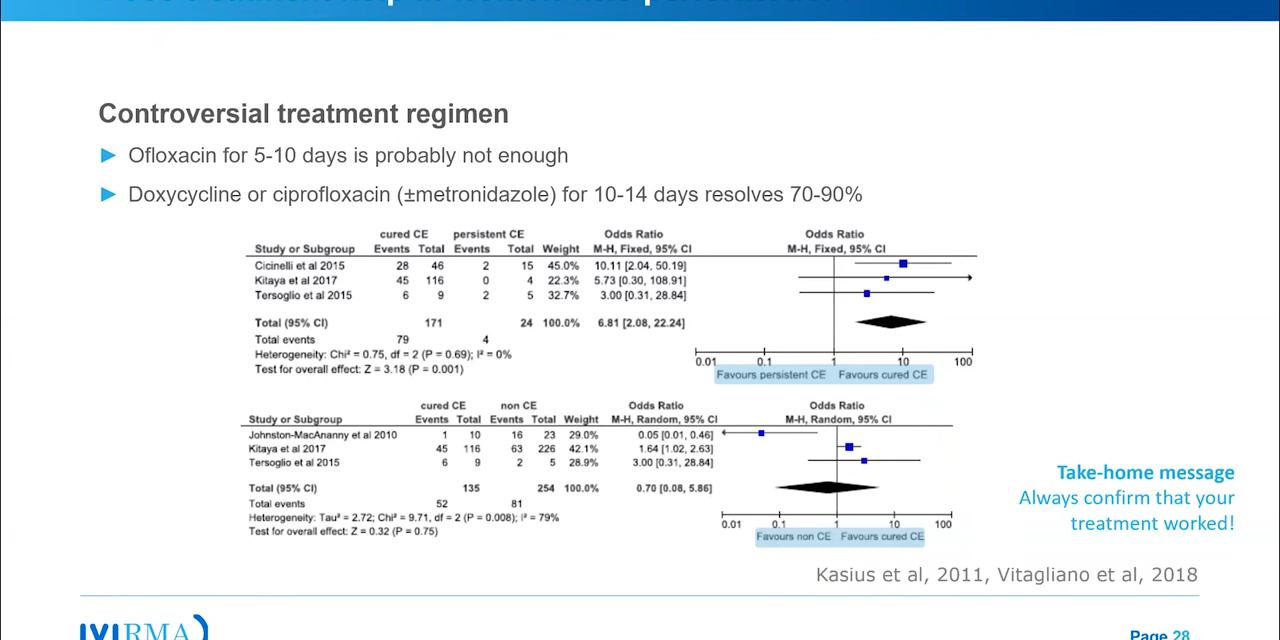 Controversial treatment regimen
Ofloxacin for 5-10 days is probably not enough
Doxycycline or ciprofloxacin (±metronidazole) for 10-14 days resolves 70-90%
cured CE persistent CE Odds Ratio Odds Ratio
Study or Subgroup Events Total Events Total Weight M-H, Fixed, 95% CI M-H, Fixed, 95% CI
Cicinelli et al 2015 28 46 2 15 45.0% 10.11 [2.04, 50.19]
Kitaya et al 2017 45 116 0 4 22.3% 5.73 [0.30, 108.91]
Tersoglio et al 2015 6 9 2 5 32.7% 3.00 [0.31, 28.84]
Total (95% CI) 171 24 100.0% 6.81 [2.08, 22.24]
Total events 79 4
Heterogeneity: Chi² = 0.75, df = 2 (P = 0.69); I² = 0%
Test for overall effect: Z = 3.18 (P = 0.001)
0.01 0.1 1 10 100
Favours persistent CE Favours cured CE
cured CE non CE Odds Ratio Odds Ratio
Study or Subgroup Events Total Events Total Weight M-H, Random, 95% CI M-H, Random, 95% CI
Johnston-MacAnanny et al 2010 1 10 16 23 29.0% 0.05 [0.01, 0.46]
Kitaya et al 2017 45 116 63 226 42.1% 1.64 [1.02, 2.63]
Tersoglio et al 2015 6 9 2 5 28.9% 3.00 [0.31, 28.84]
Total (95% CI) 135 254 100.0% 0.70 [0.08, 5.86]
Total events 52 81
Heterogeneity: Tau² = 2.72; Chi² = 9.71, df = 2 (P = 0.008); I² = 79%
Test for overall effect: Z = 0.32 (P = 0.75)
0.01 0.1 1 10 100
Favours non CE Favours cured CE
Take-home message
Always confirm that your
treatment worked!
Kasius et al, 2011, Vitagliano et al, 2018
IVIRMA
Page 28